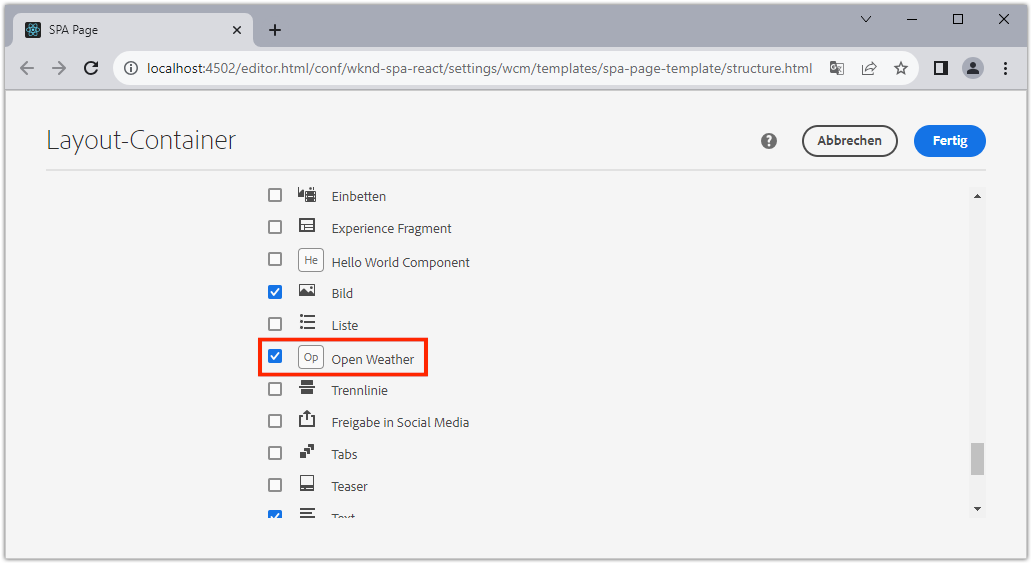 SPA Page
localhost:4502/editor.html/conf/wknd-spa-react/settings/wcm/templates/spa-page-template/structure.html
Layout-Container
? Abbrechen Fertig
Einbetten
Experience Fragment
He Hello World Component
Bild
Liste
Op Open Weather
Trennlinie
Freigabe in Social Media
Tabs
Teaser
Text